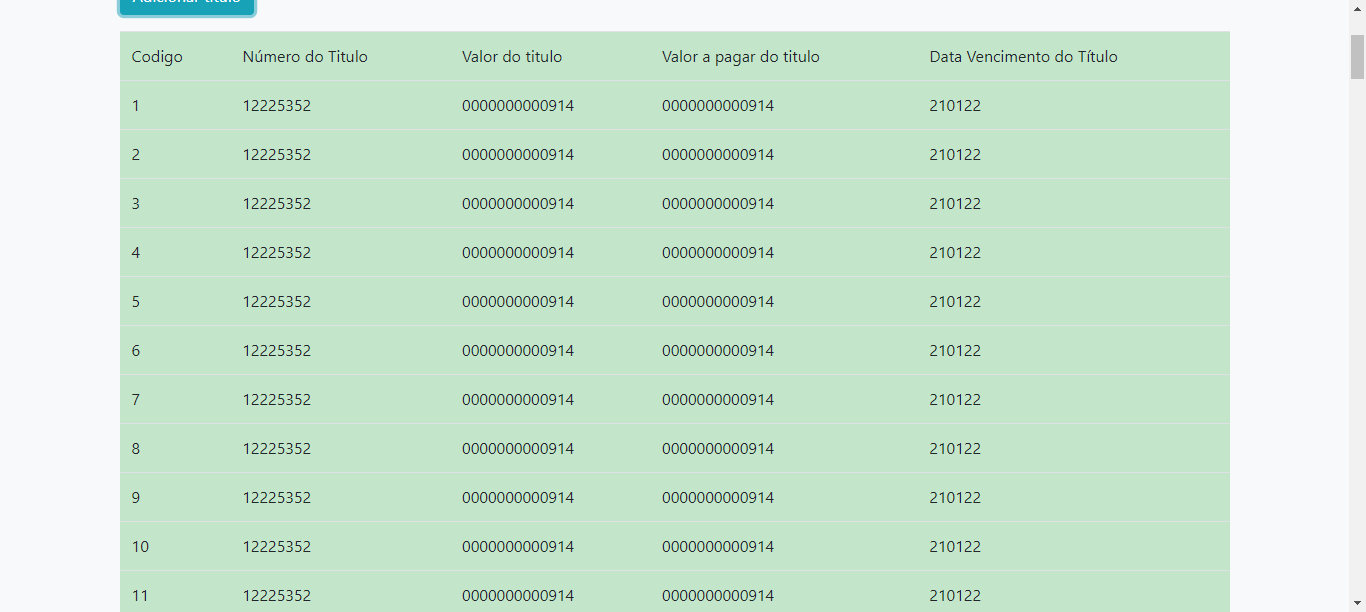 Adicionar titulo
Codigo Número do Titulo Valor do titulo Valor a pagar do titulo Data Vencimento do Título
1 12225352 0000000000914 0000000000914 210122
2 12225352 0000000000914 0000000000914 210122
3 12225352 0000000000914 0000000000914 210122
4 12225352 0000000000914 0000000000914 210122
5 12225352 0000000000914 0000000000914 210122
6 12225352 0000000000914 0000000000914 210122
7 12225352 0000000000914 0000000000914 210122
8 12225352 0000000000914 0000000000914 210122
9 12225352 0000000000914 0000000000914 210122
10 12225352 0000000000914 0000000000914 210122
11 12225352 0000000000914 0000000000914 210122